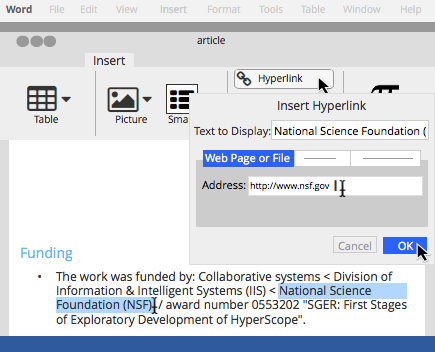 Word File Edit View Insert Format Tools Table Window Help
article
Insert
Hyperlink
Table
Picture
Insert Hyperlink
Text to Display: National Science Foundation (
Web Page or File
Address: http://www.nsf.gov
Cancel OK
Funding
• The work was funded by: Collaborative systems < Division of
Information & Intelligent Systems (IIS) < National Science
Foundation (NSF) / award number 0553202 "SGER: First Stages
of Exploratory Development of HyperScope".